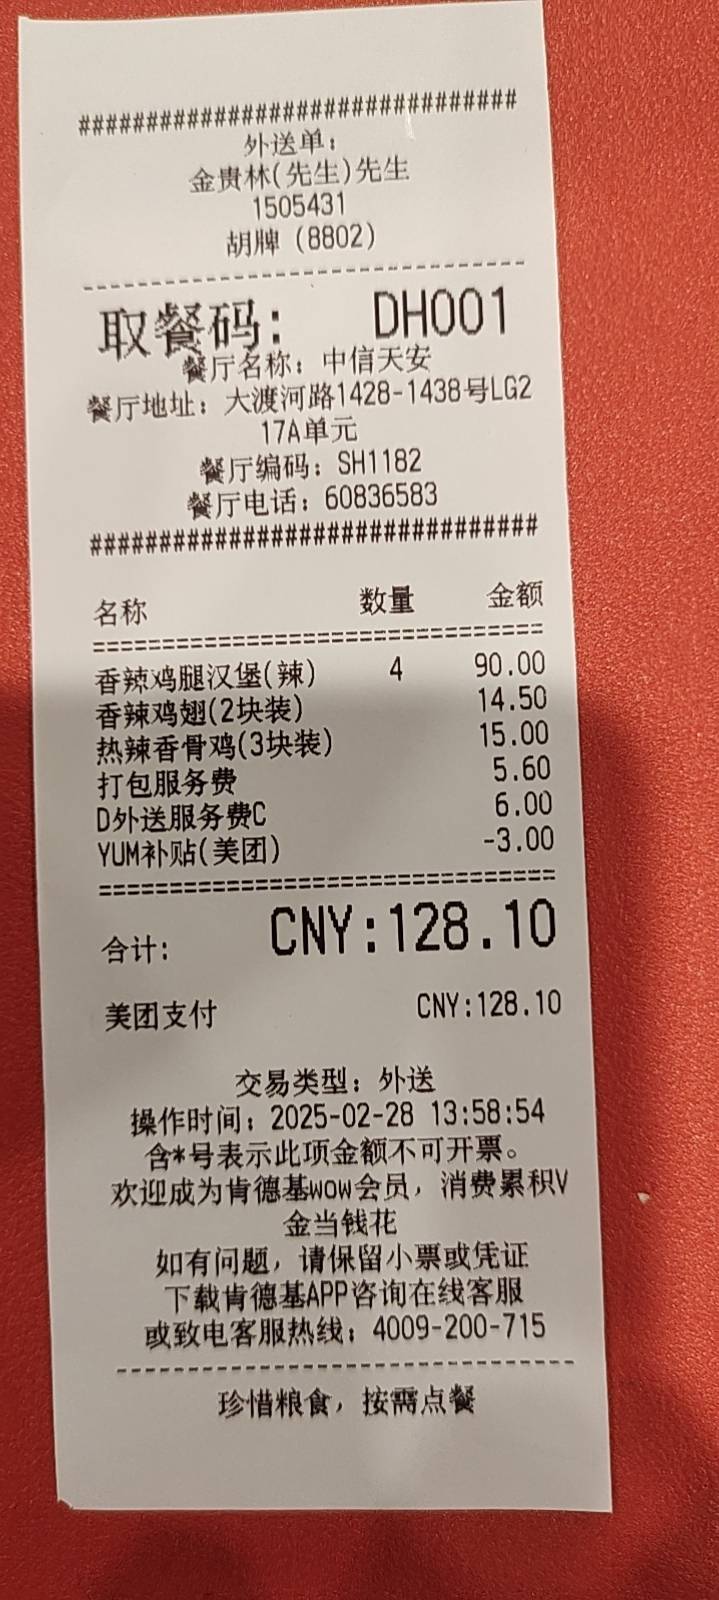 ################################
外送单：
金贵林(先生)先生
1505431
胡牌（8802）
--------------------------------
取餐码： DH001
餐厅名称：中信天安
餐厅地址：大渡河路1428-1438号LG2
17A单元
餐厅编码：SH1182
餐厅电话：60836583
################################
名称 数量 金额
================================
香辣鸡腿汉堡(辣) 4 90.00
香辣鸡翅(2块装) 14.50
热辣香骨鸡(3块装) 15.00
打包服务费 5.60
D外送服务费C 6.00
YUM补贴(美团) -3.00
================================
合计: CNY:128.10
美团支付 CNY:128.10
交易类型：外送
操作时间：2025-02-28 13:58:54
含*号表示此项金额不可开票。
欢迎成为肯德基wow会员，消费累积V
金当钱花
如有问题，请保留小票或凭证
下载肯德基APP咨询在线客服
或致电客服热线：4009-200-715
--------------------------------
珍惜粮食，按需点餐